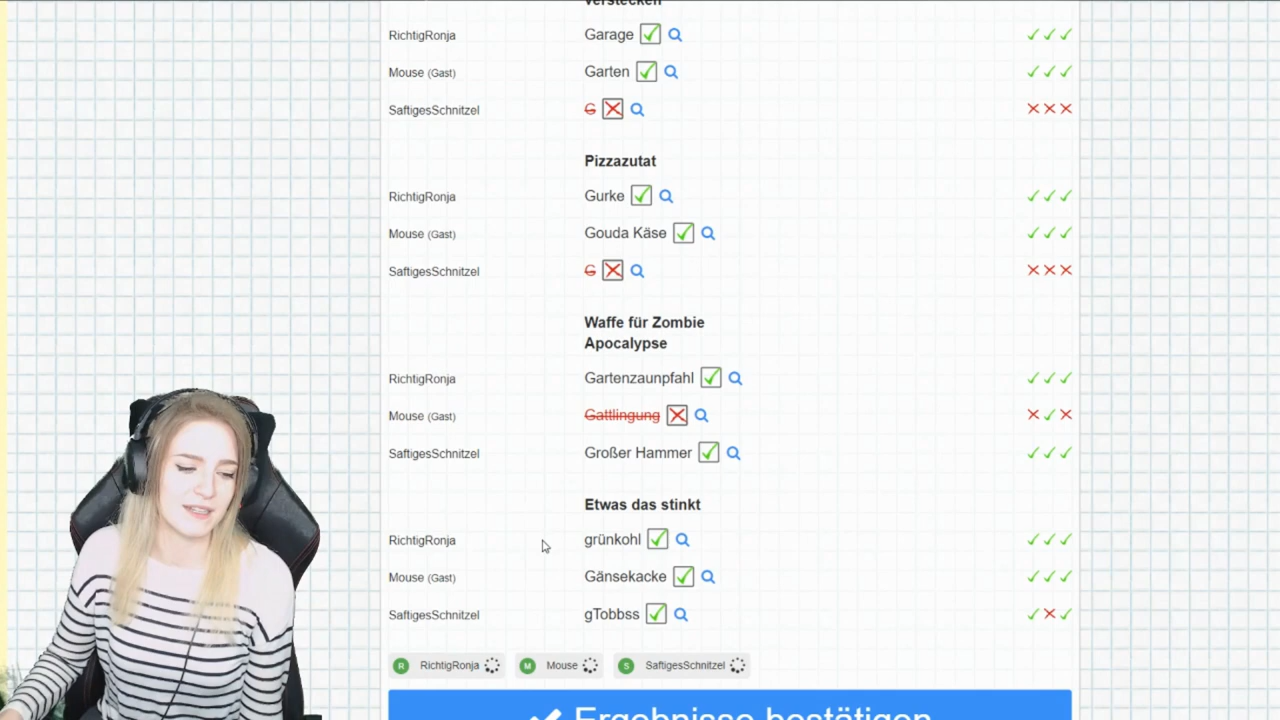 verstecken
RichtigRonja Garage
Mouse (Gast) Garten
SaftigesSchnitzel G
Pizzazutat
RichtigRonja Gurke
Mouse (Gast) Gouda Käse
SaftigesSchnitzel G
Waffe für Zombie
Apocalypse
RichtigRonja Gartenzaunpfahl
Mouse (Gast) Gattlingung
SaftigesSchnitzel Großer Hammer
Etwas das stinkt
RichtigRonja grünkohl
Mouse (Gast) Gänsekacke
SaftigesSchnitzel gTobbss
R RichtigRonja M Mouse S SaftigesSchnitzel
Ergebnisse bestätigen